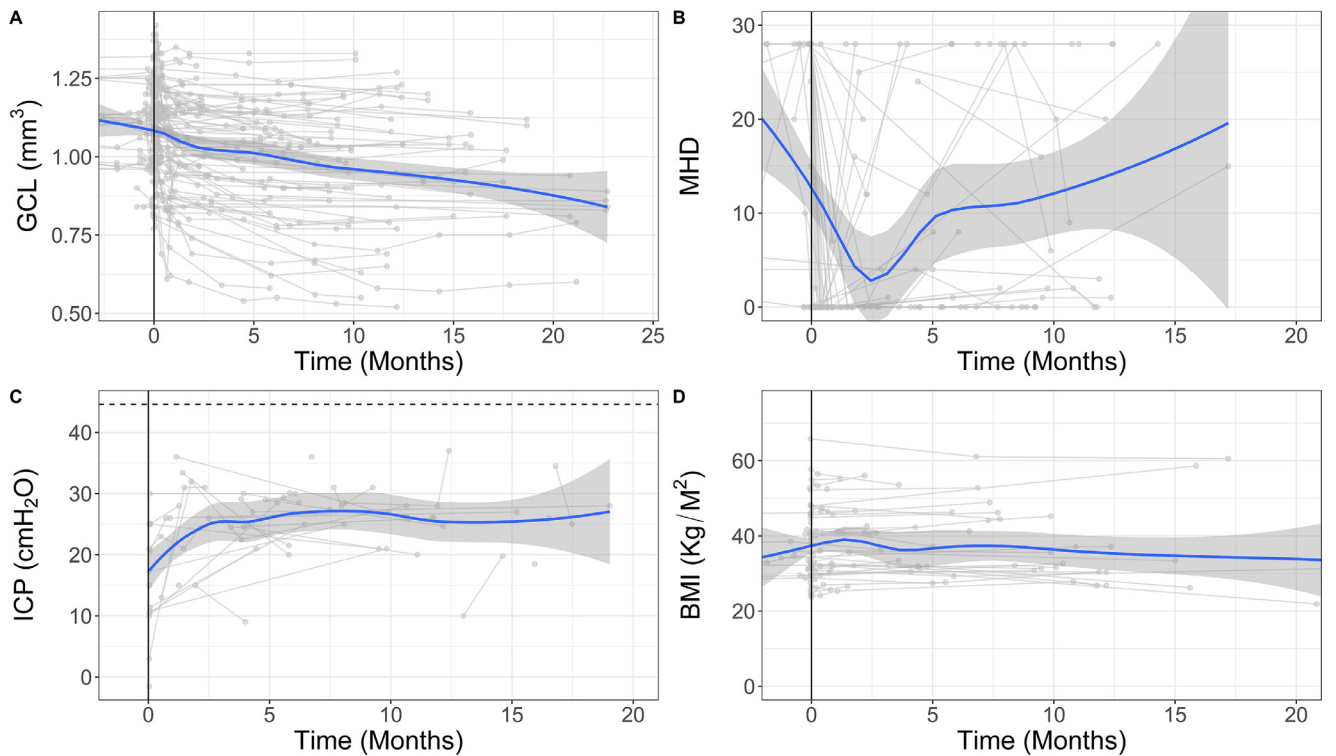 A
GCL (mm³)
1.25
1.00
0.75
0.50
0 5 10 15 20 25
Time (Months)
B
MHD
30
20
10
0
0 5 10 15 20
Time (Months)
C
ICP (cmH₂O)
40
30
20
10
0
0 5 10 15 20
Time (Months)
D
BMI (Kg/M²)
60
40
20
0
0 5 10 15 20
Time (Months)